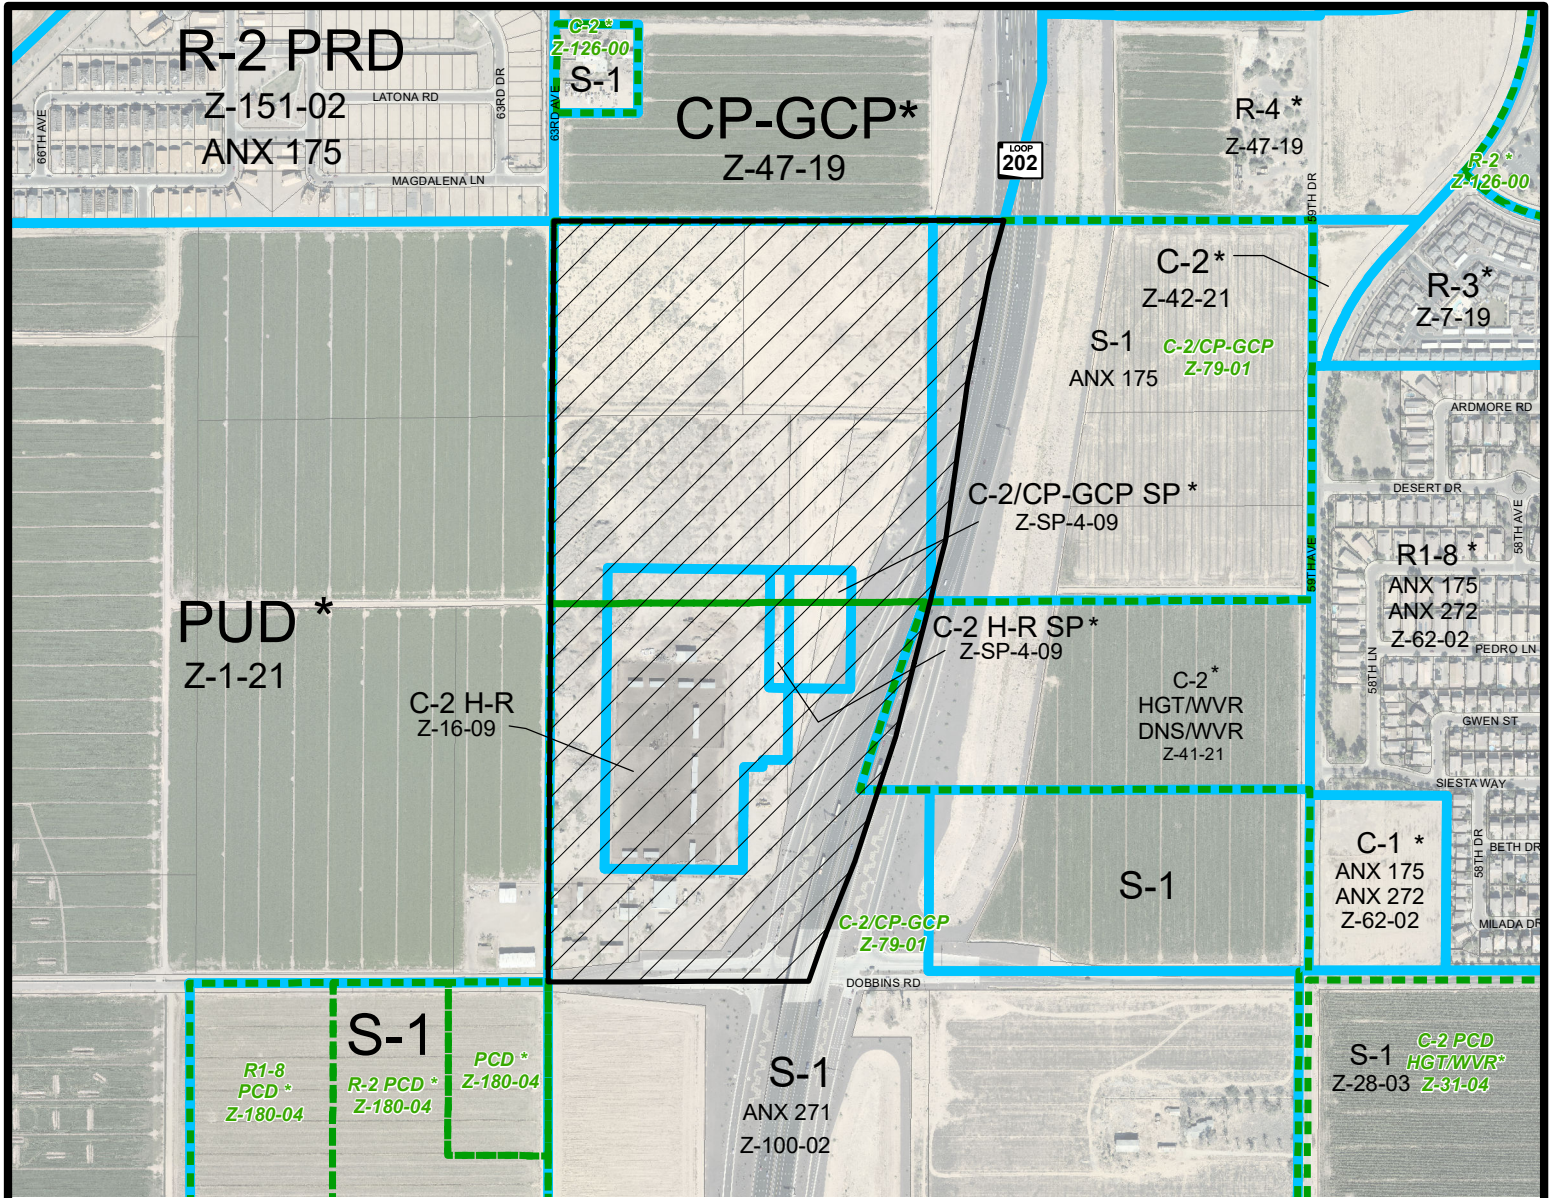 R-2 PRD
Z-151-02
ANX 175
LATONA RD
63RD DR
66TH AVE
MAGDALENA LN
63RD AVE
C-2 *
Z-126-00
S-1
CP-GCP*
Z-47-19
LOOP
202
R-4 *
Z-47-19
59TH DR
R-2 *
Z-126-00
C-2*
Z-42-21
R-3*
Z-7-19
S-1
ANX 175
C-2/CP-GCP
Z-79-01
ARDMORE RD
DESERT DR
58TH AVE
C-2/CP-GCP SP *
Z-SP-4-09
59TH AVE
R1-8 *
ANX 175
ANX 272
Z-62-02
PEDRO LN
58TH LN
PUD *
Z-1-21
C-2 H-R SP *
Z-SP-4-09
C-2 H-R
Z-16-09
C-2*
HGT/WVR
DNS/WVR
Z-41-21
GWEN ST
SIESTA WAY
58TH DR
BETH DR
C-1 *
ANX 175
ANX 272
Z-62-02
MILADA DR
S-1
C-2/CP-GCP
Z-79-01
DOBBINS RD
S-1
R1-8
PCD *
Z-180-04
R-2 PCD *
Z-180-04
PCD *
Z-180-04
S-1
ANX 271
Z-100-02
S-1
Z-28-03
C-2 PCD
HGT/WVR*
Z-31-04